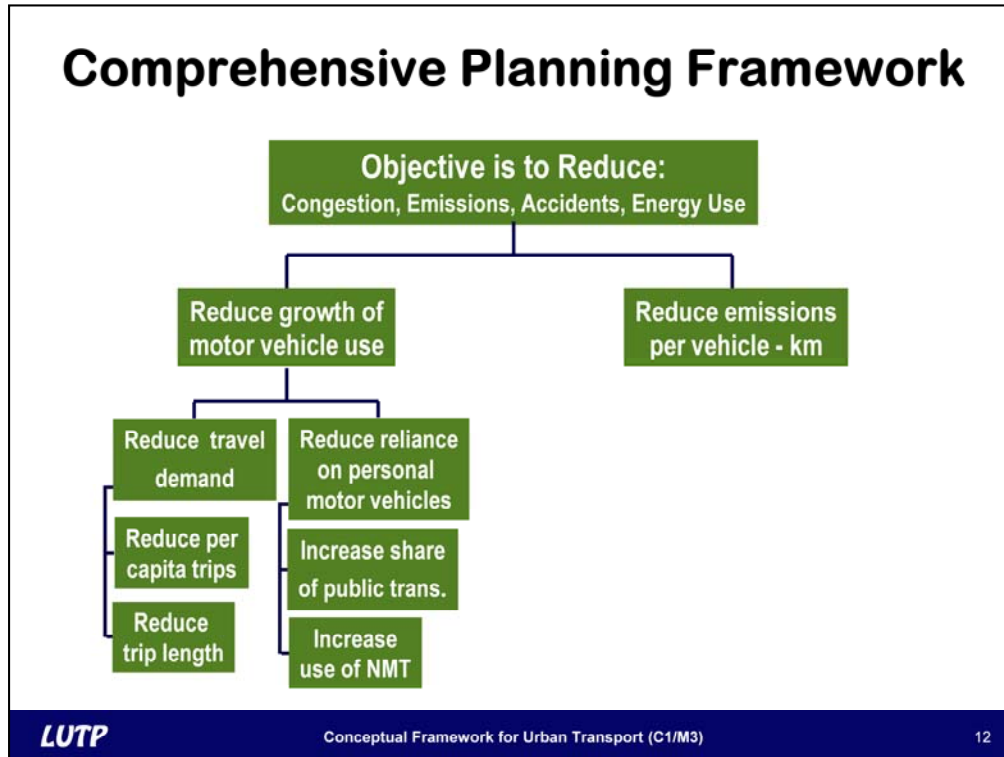 Comprehensive Planning Framework
Objective is to Reduce:
Congestion, Emissions, Accidents, Energy Use
Reduce growth of
motor vehicle use
Reduce emissions
per vehicle - km
Reduce travel
demand
Reduce reliance
on personal
motor vehicles
Reduce per
capita trips
Increase share
of public trans.
Reduce
trip length
Increase
use of NMT
LUTP
Conceptual Framework for Urban Transport (C1/M3)
12